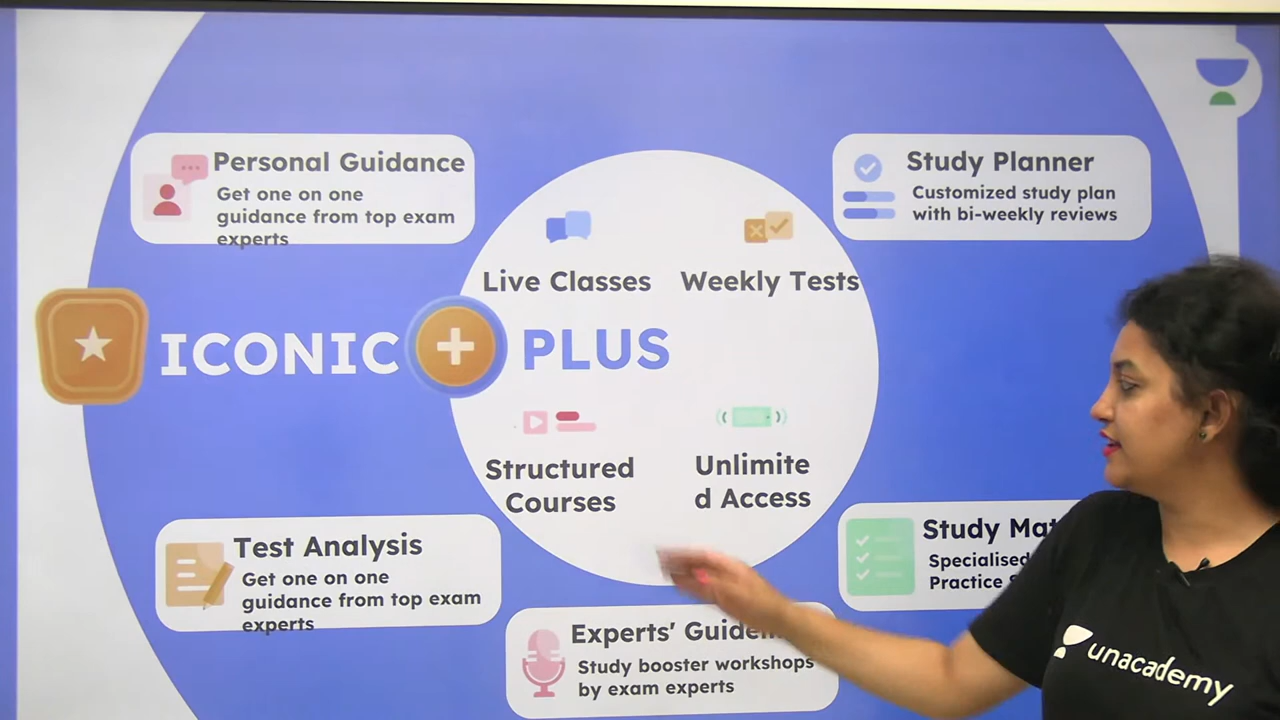 Personal Guidance
Get one on one
guidance from top exam
experts
Study Planner
Customized study plan
with bi-weekly reviews
Live Classes
Weekly Tests
ICONIC
PLUS
Structured
Courses
Unlimite
d Access
Test Analysis
Get one on one
guidance from top exam
experts
Study
Specialised
Practice
Experts'
Study booster workshops
by exam experts
unacademy